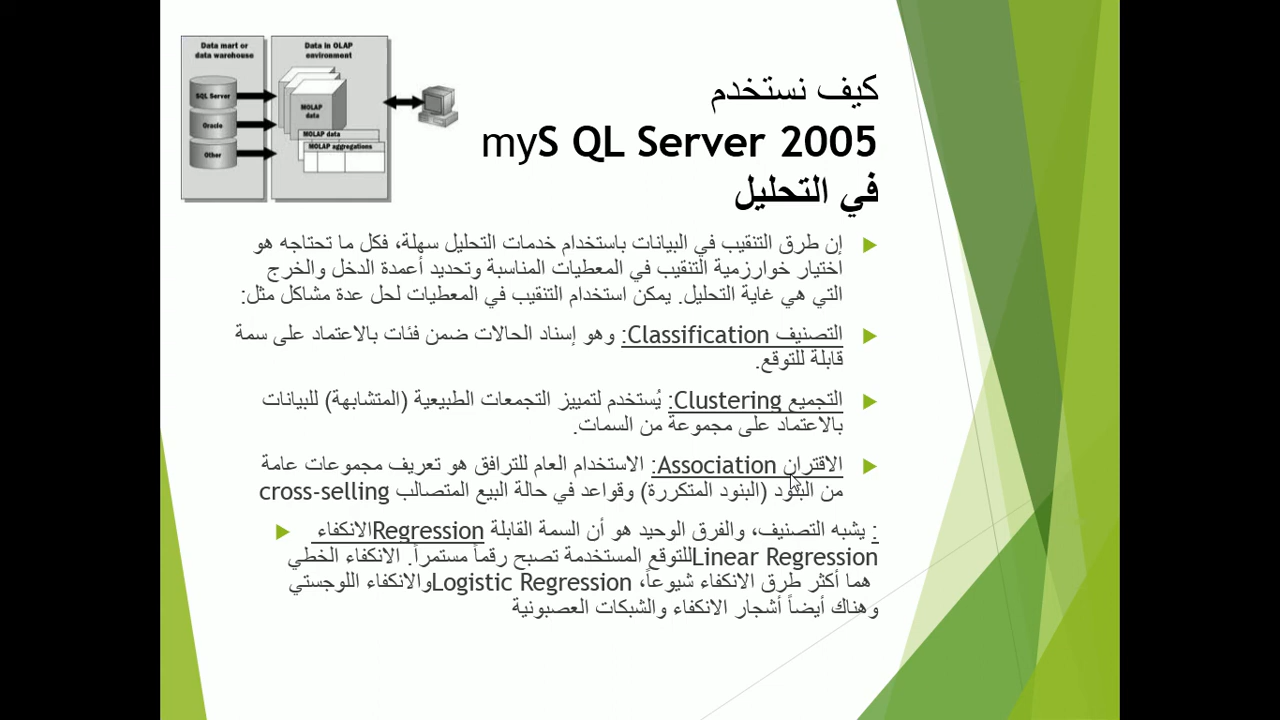 Data mart or
data warehouse
SQL Server
Oracle
Other
Data in OLAP
environment
MOLAP
data
MOLAP data
MOLAP aggregations
كيف نستخدم
myS QL Server 2005
في التحليل
إن طرق التنقيب في البيانات باستخدام خدمات التحليل سهلة، فكل ما تحتاجه هو
اختيار خوارزمية التنقيب في المعطيات المناسبة وتحديد أعمدة الدخل والخرج
التي هي غاية التحليل. يمكن استخدام التنقيب في المعطيات لحل عدة مشاكل مثل:
التصنيف Classification: وهو إسناد الحالات ضمن فئات بالاعتماد على سمة
قابلة للتوقع.
التجميع Clustering: يُستخدم لتمييز التجمعات الطبيعية (المتشابهة) للبيانات
بالاعتماد على مجموعة من السمات.
الاقتران Association: الاستخدام العام للترافق هو تعريف مجموعات عامة
من البنود (البنود المتكررة) وقواعد في حالة البيع المتصالب cross-selling
: يشبه التصنيف، والفرق الوحيد هو أن السمة القابلة Regressionالانكفاء
Linear Regressionللتوقع المستخدمة تصبح رقماً مستمراً. الانكفاء الخطي
هما أكثر طرق الانكفاء شيوعاً، Logistic Regressionوالانكفاء اللوجستي
وهناك أيضاً أشجار الانكفاء والشبكات العصبونية